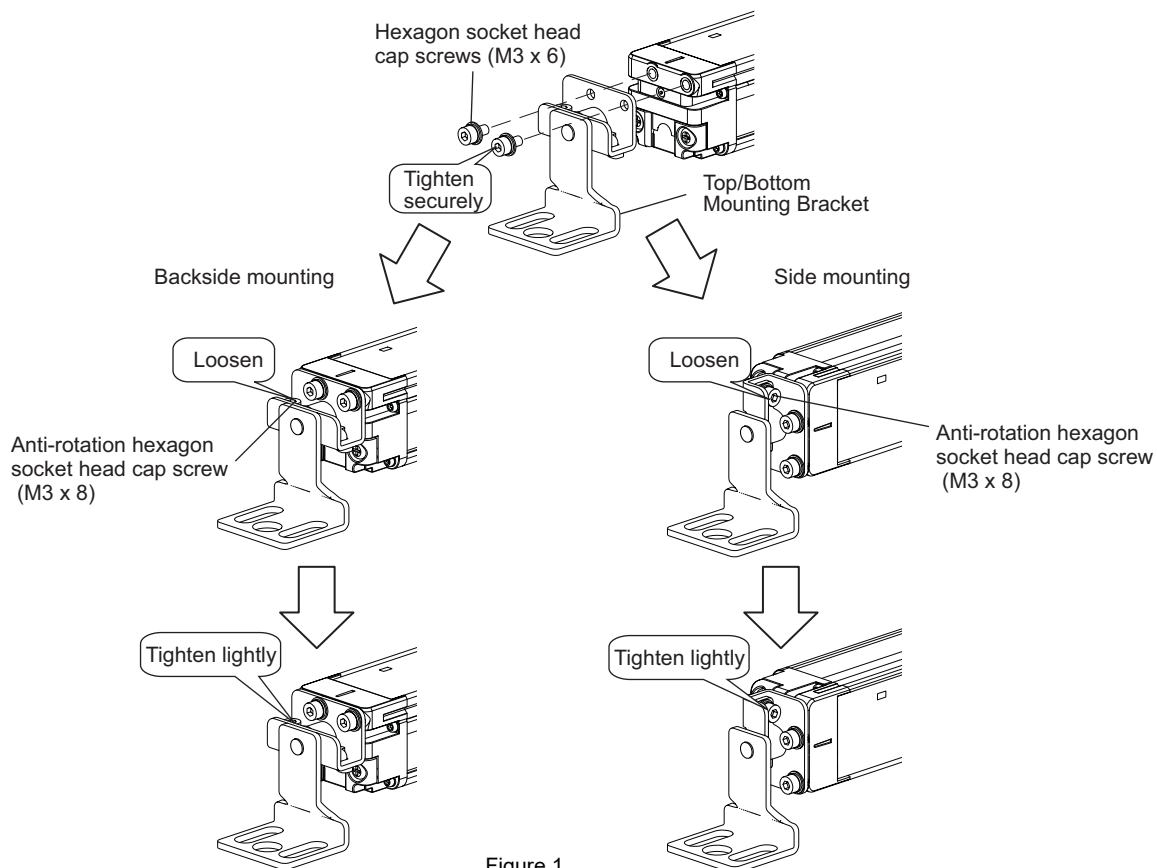 Hexagon socket head
cap screws (M3 x 6)
Tighten
securely
Top/Bottom
Mounting Bracket
Backside mounting
Side mounting
Loosen
Loosen
Anti-rotation hexagon
socket head cap screw
(M3 x 8)
Anti-rotation hexagon
socket head cap screw
(M3 x 8)
Tighten lightly
Tighten lightly
Figure 1